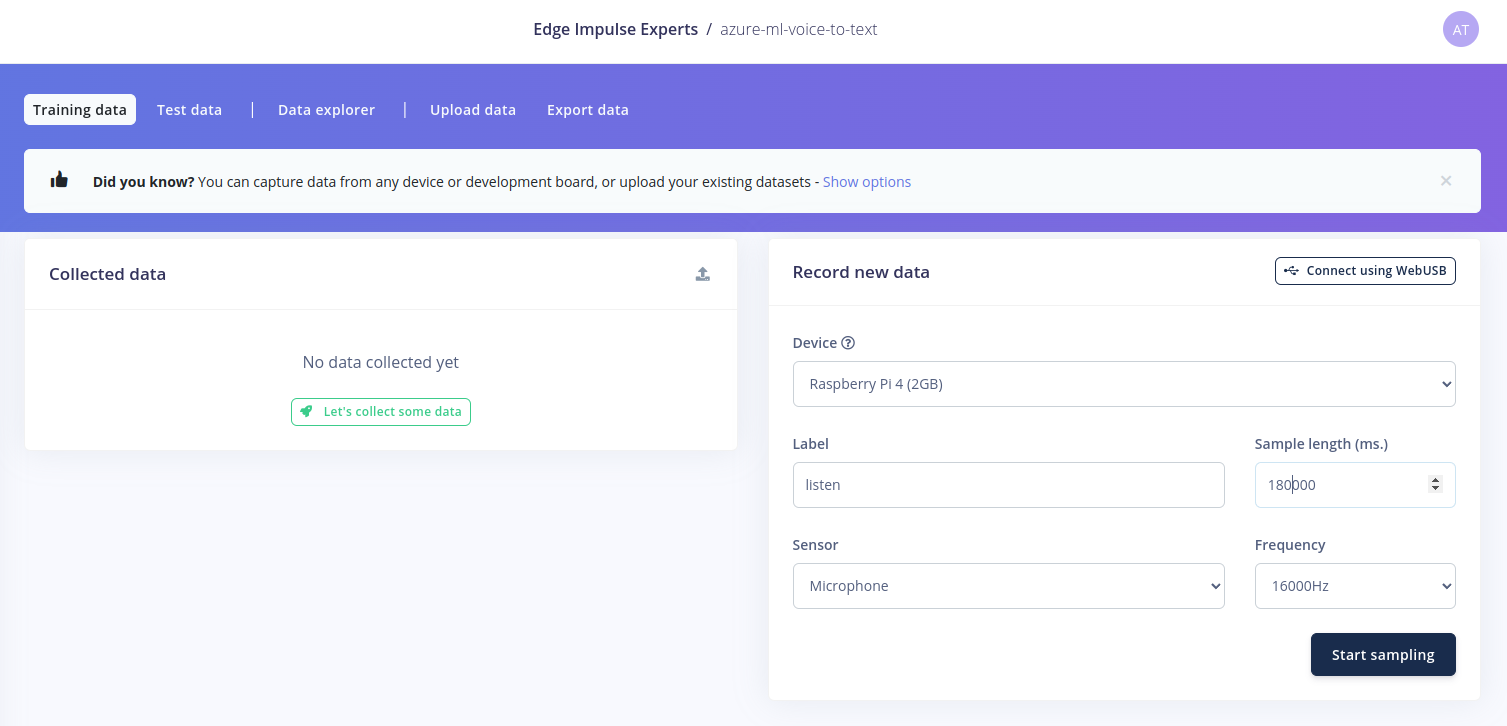 Edge Impulse Experts / azure-ml-voice-to-text
AT
Training data Test data | Data explorer | Upload data Export data
Did you know? You can capture data from any device or development board, or upload your existing datasets - Show options ×
Collected data
No data collected yet
Let's collect some data
Record new data
Connect using WebUSB
Device ?
Raspberry Pi 4 (2GB)
Label
Sample length (ms.)
listen
180000
Sensor
Frequency
Microphone
16000Hz
Start sampling